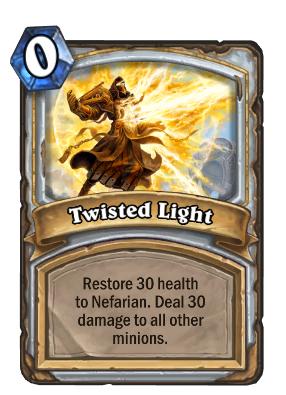 0
Twisted Light
Restore 30 health
to Nefarian. Deal 30
damage to all other
minions.